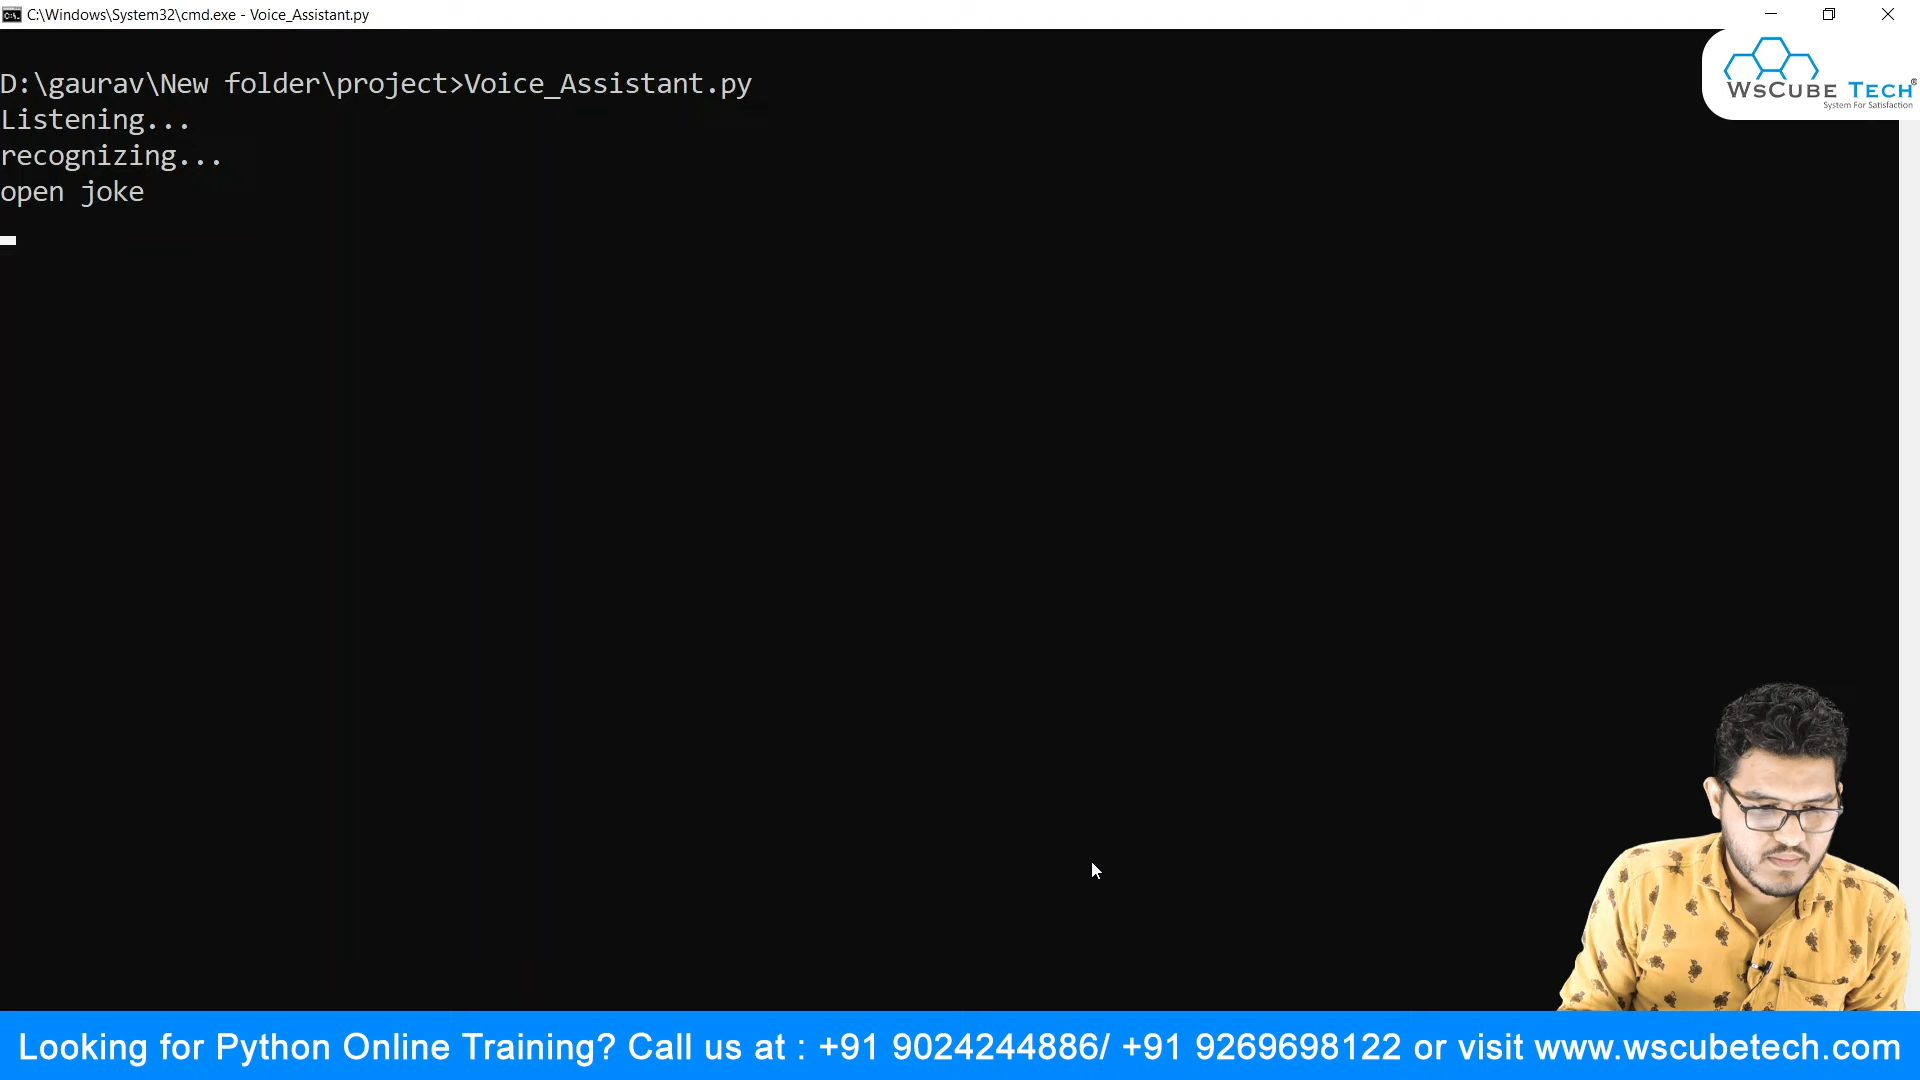 C:\Windows\System32\cmd.exe - Voice_Assistant.py
WsCube Tech®
System For Satisfaction
D:\gaurav\New folder\project>Voice_Assistant.py
Listening...
recognizing...
open joke
Looking for Python Online Training? Call us at : +91 9024244886/ +91 9269698122 or visit www.wscubetech.com